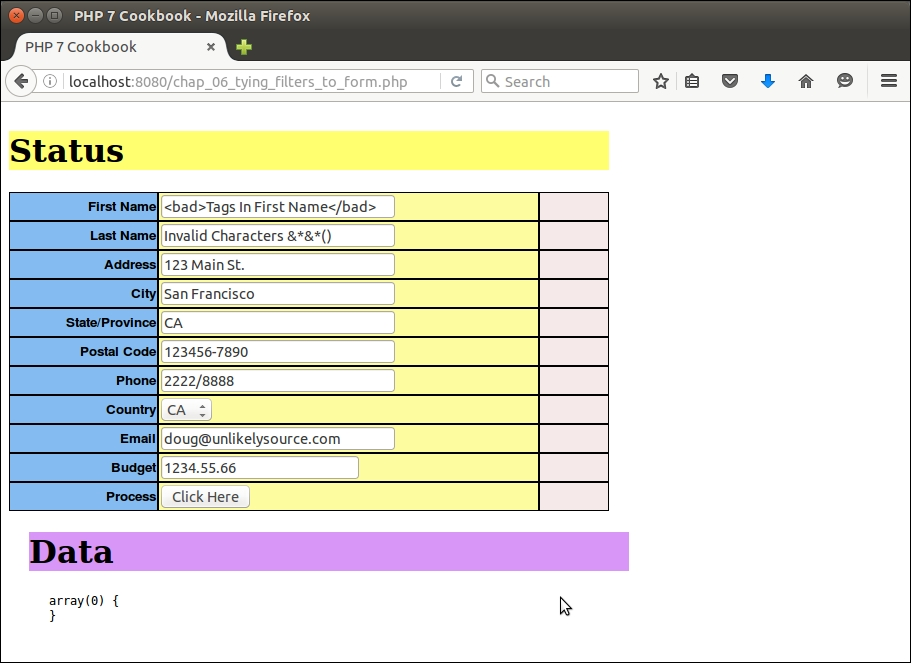 PHP 7 Cookbook - Mozilla Firefox
PHP 7 Cookbook
localhost:8080/chap_06_tying_filters_to_form.php
Search
Status
First Name <bad>Tags In First Name</bad>
Last Name Invalid Characters &*&*()
Address 123 Main St.
City San Francisco
State/Province CA
Postal Code 123456-7890
Phone 2222/8888
Country CA
Email doug@unlikelysource.com
Budget 1234.55.66
Process Click Here
Data
array(0) {
}